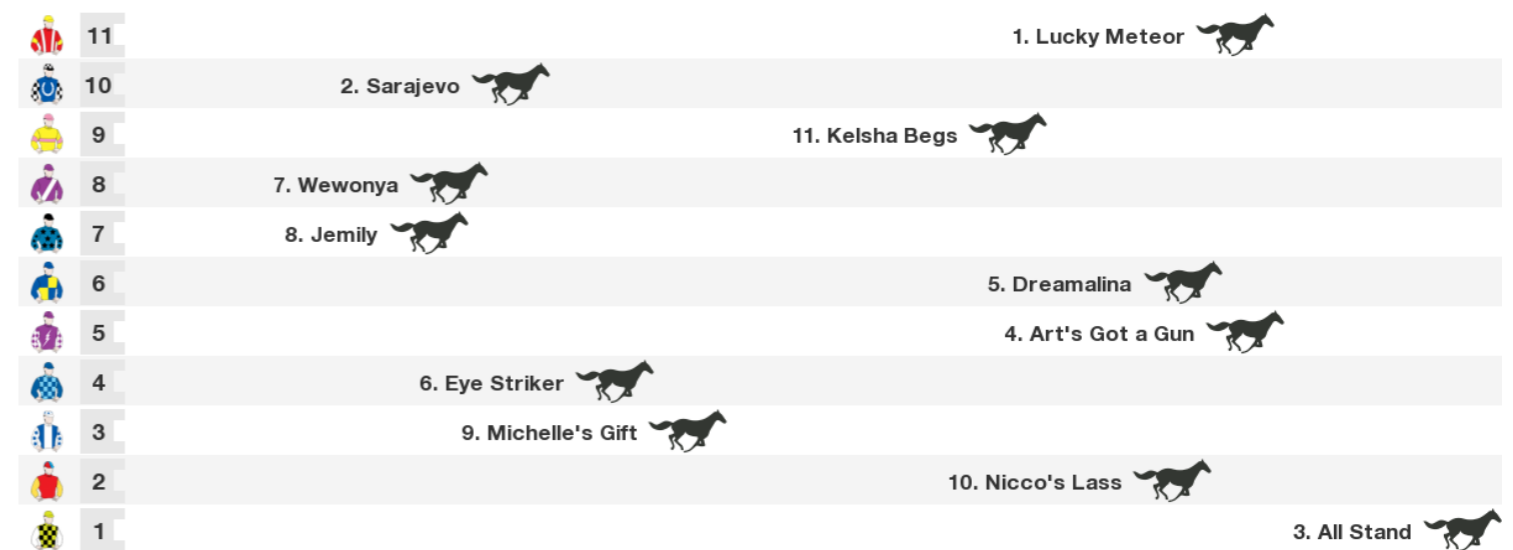 11 1. Lucky Meteor
10 2. Sarajevo
9 11. Kelsha Begs
8 7. Wewonya
7 8. Jemily
6 5. Dreamalina
5 4. Art's Got a Gun
4 6. Eye Striker
3 9. Michelle's Gift
2 10. Nicco's Lass
1 3. All Stand